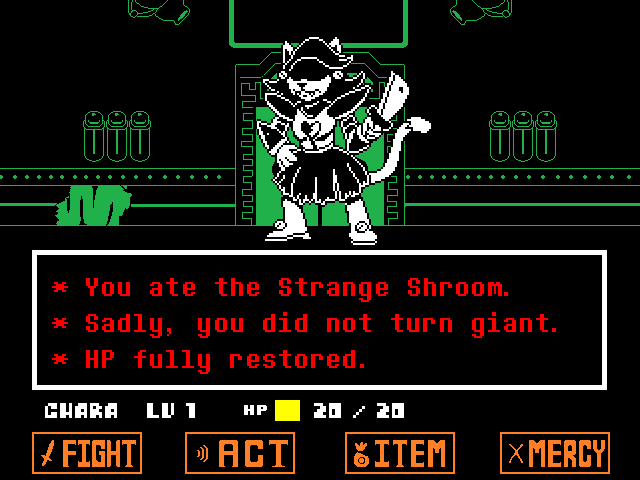 * You ate the Strange Shroom.
* Sadly, you did not turn giant.
* HP fully restored.
CHARA LV 1 HP 20 / 20
FIGHT ACT ITEM MERCY